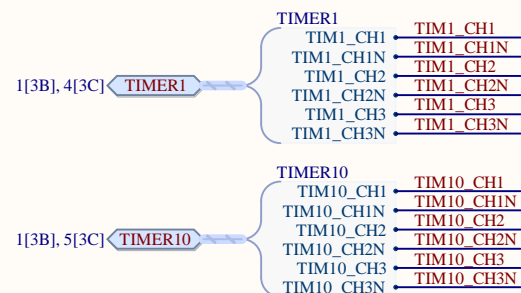 TIMER1
TIM1_CH1 TIM1_CH1
TIM1_CH1N TIM1_CH1N
TIM1_CH2 TIM1_CH2
1[3B], 4[3C] TIMER1
TIM1_CH2N TIM1_CH2N
TIM1_CH3 TIM1_CH3
TIM1_CH3N TIM1_CH3N
TIMER10
TIM10_CH1 TIM10_CH1
TIM10_CH1N TIM10_CH1N
TIM10_CH2 TIM10_CH2
1[3B], 5[3C] TIMER10
TIM10_CH2N TIM10_CH2N
TIM10_CH3 TIM10_CH3
TIM10_CH3N TIM10_CH3N